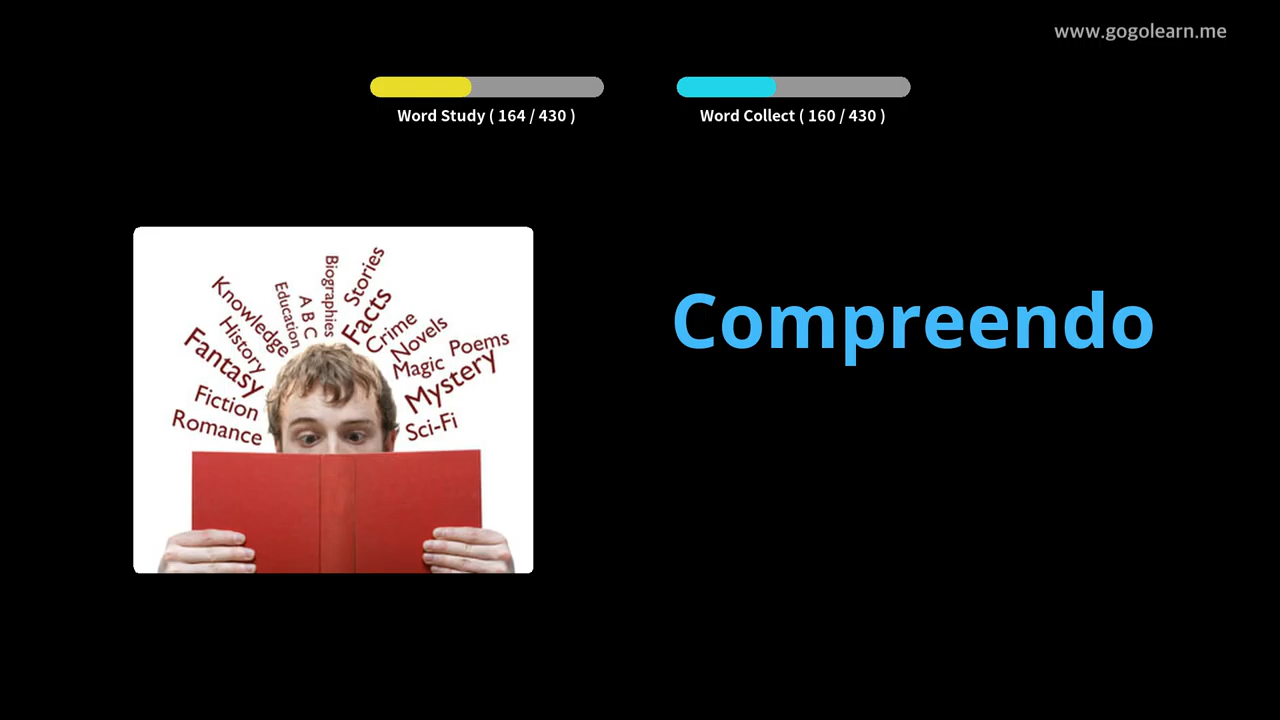 www.gogolearn.me
Word Study ( 164 / 430 )
Word Collect ( 160 / 430 )
Compreendo
Biographies
Stories
Education
A B C
Facts
Knowledge
Crime
History
Novels
Fantasy
Magic
Poems
Mystery
Fiction
Romance
Sci-Fi